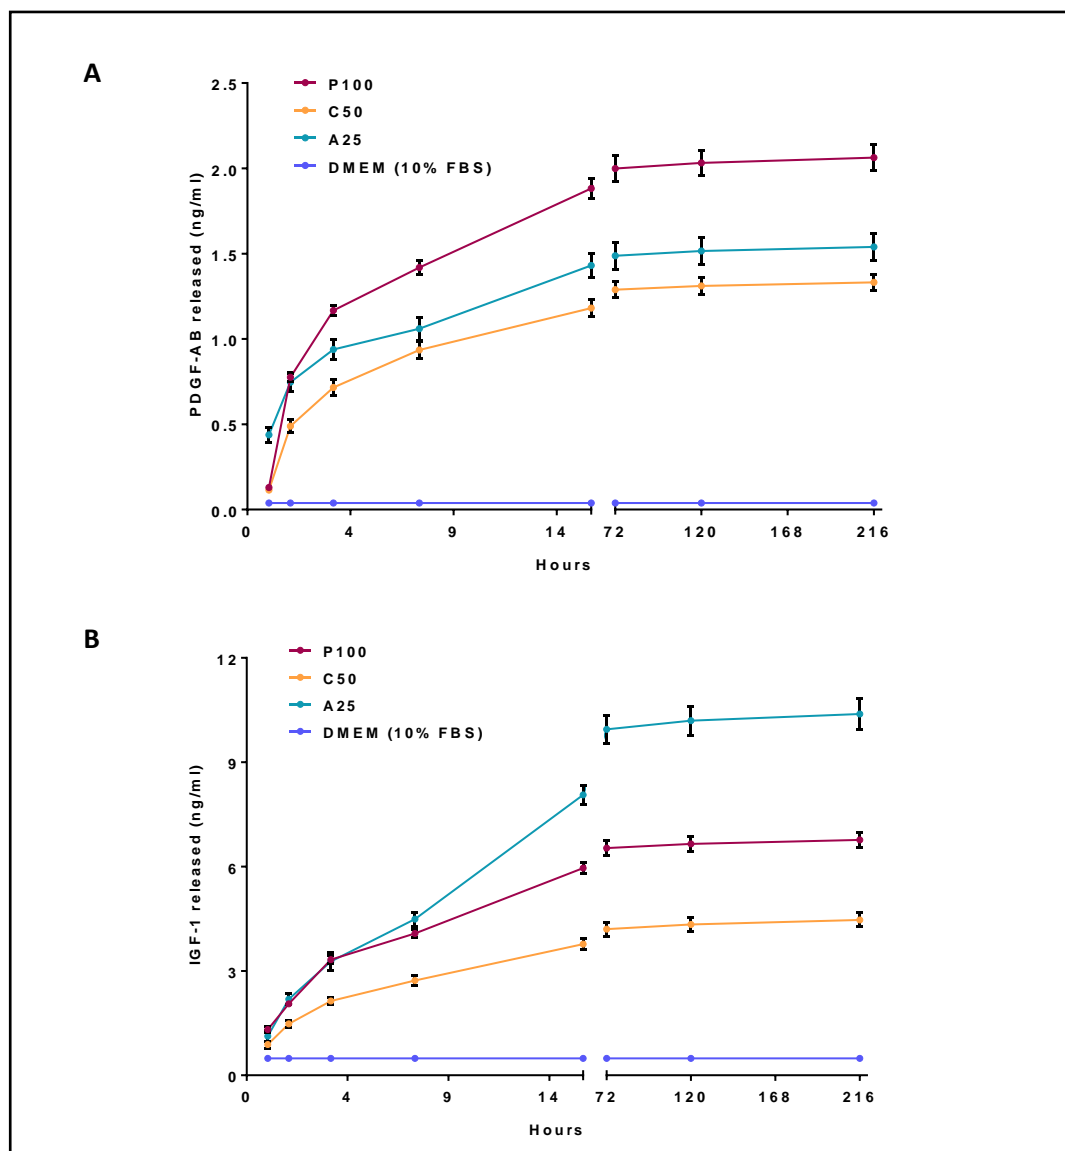 A
P100
C50
A25
DMEM (10% FBS)
PDGF-AB released (ng/ml)
2.5
2.0
1.5
1.0
0.5
0.0
0 4 9 14 72 120 168 216
Hours
B
P100
C50
A25
DMEM (10% FBS)
IGF-1 released (ng/ml)
12
9
6
3
0
0 4 9 14 72 120 168 216
Hours